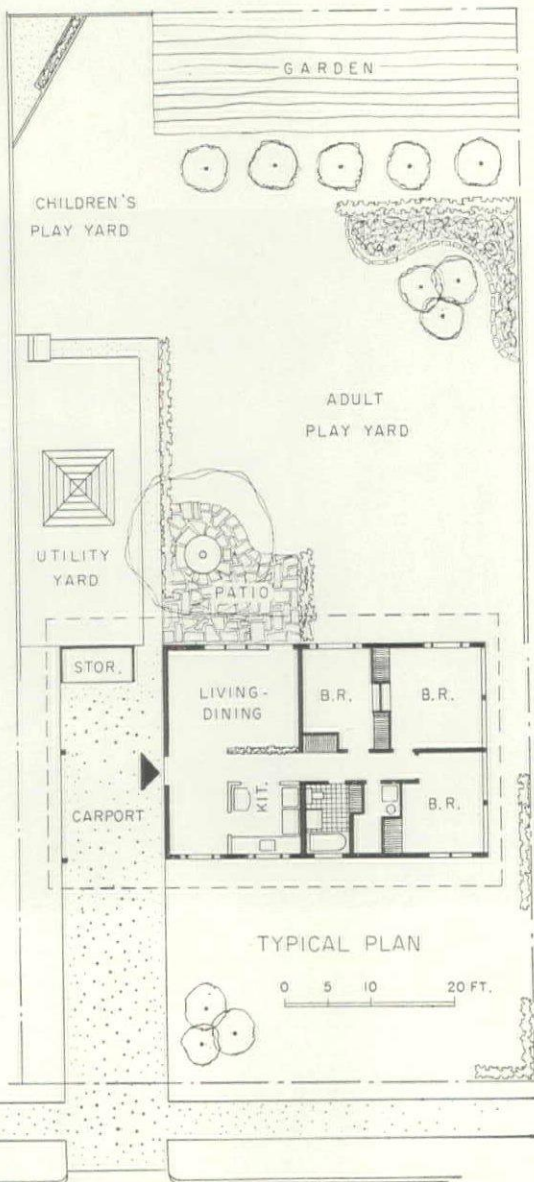 GARDEN
CHILDREN'S
PLAY YARD
ADULT
PLAY YARD
UTILITY
YARD
PATIO
STOR.
LIVING-
DINING
B.R.
B.R.
KIT.
B.R.
CARPORT
TYPICAL PLAN
0 5 10 20 FT.